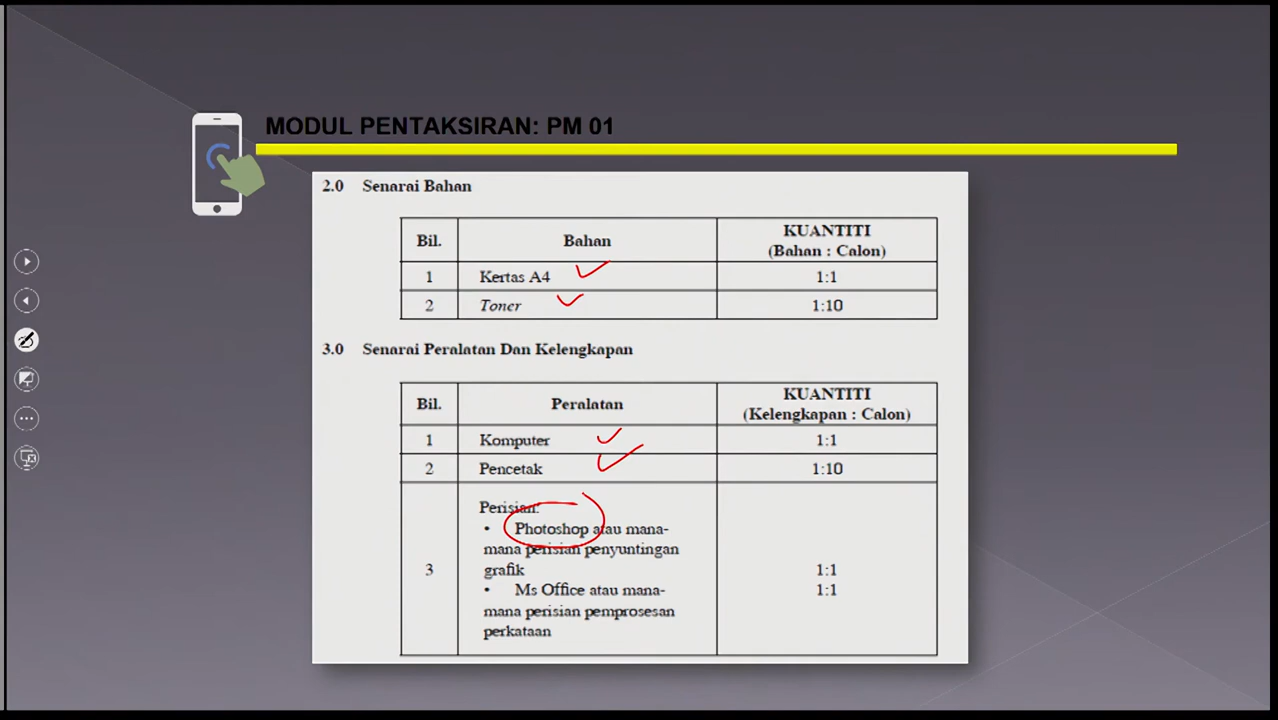 MODUL PENTAKSIRAN: PM 01
2.0 Senarai Bahan
Bil. Bahan KUANTITI (Bahan : Calon)
1 Kertas A4 1:1
2 Toner 1:10
3.0 Senarai Peralatan Dan Kelengkapan
Bil. Peralatan KUANTITI (Kelengkapan : Calon)
1 Komputer 1:1
2 Pencetak 1:10
Perisian:
• Photoshop atau mana-
mana perisian penyuntingan
3 grafik 1:1
• Ms Office atau mana- 1:1
mana perisian pemprosesan
perkataan